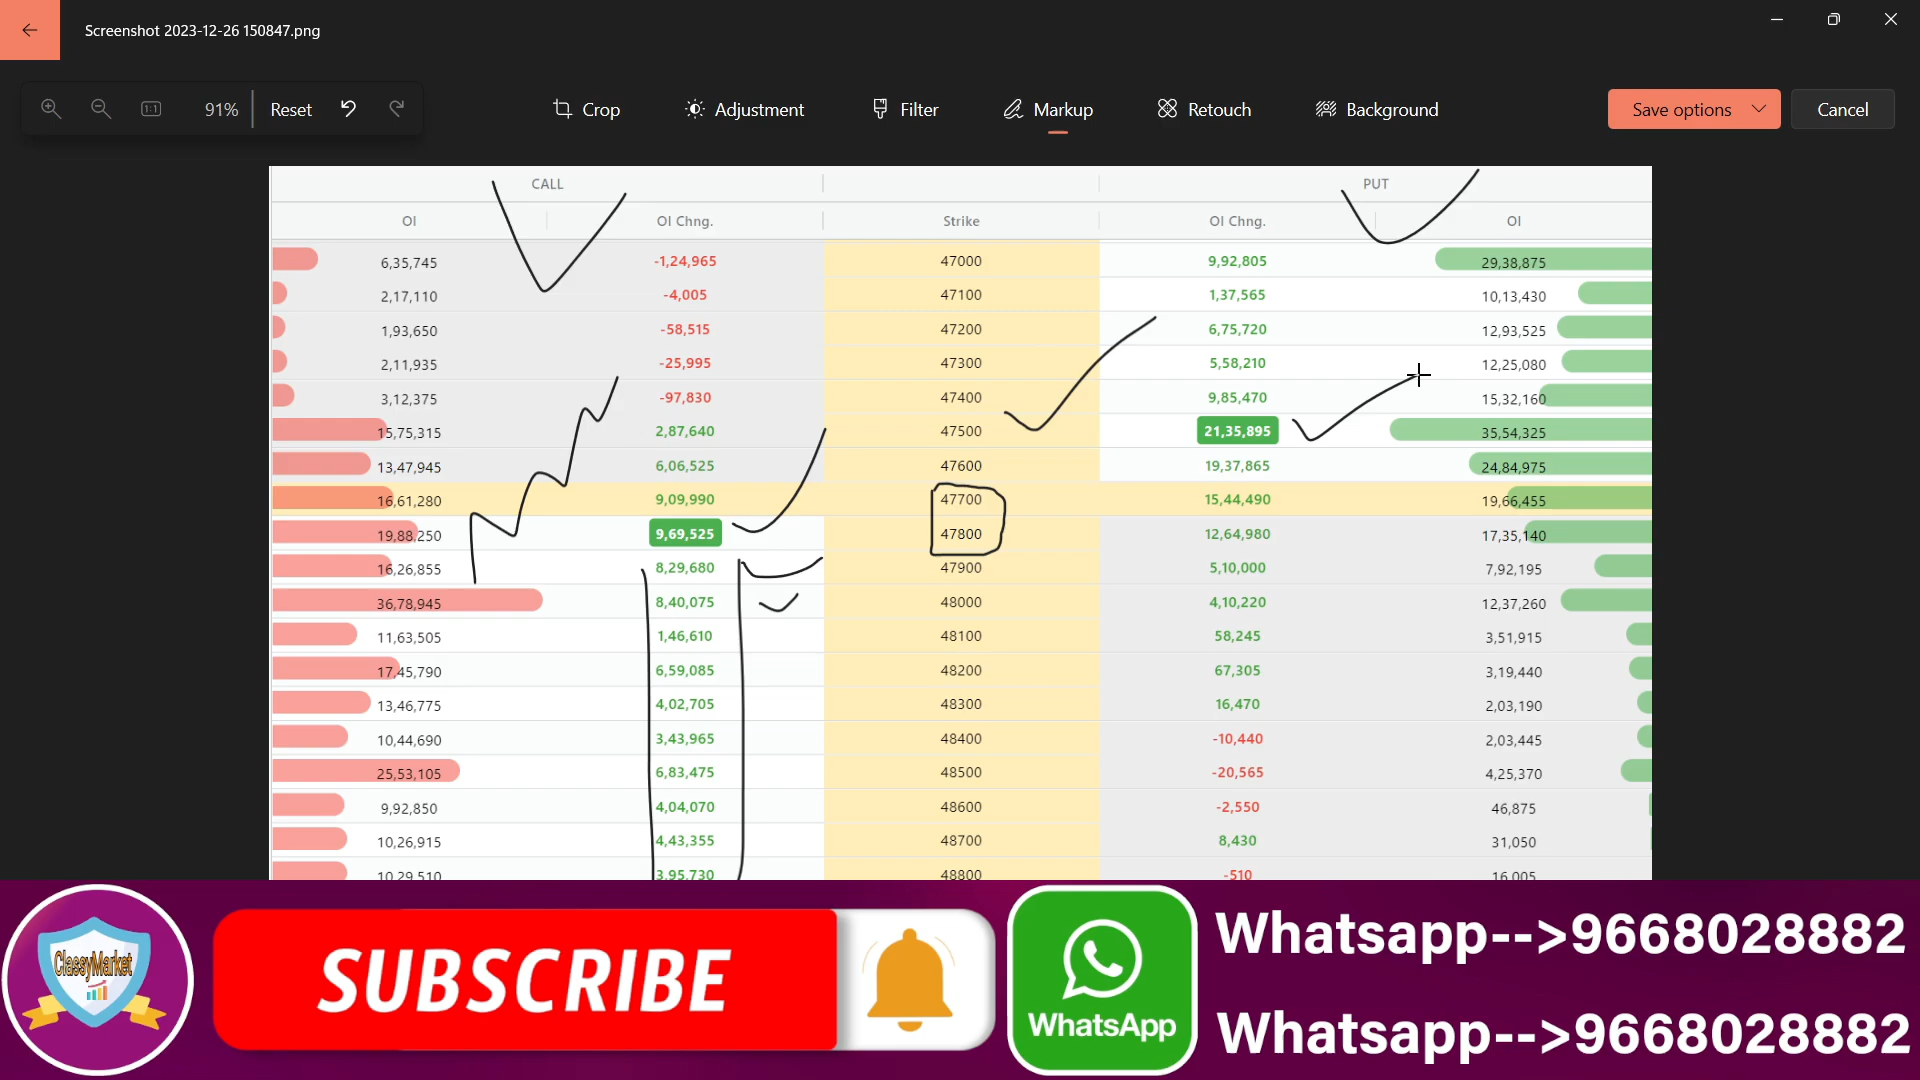 Screenshot 2023-12-26 150847.png
91% Reset Crop Adjustment Filter Markup Retouch Background Save options Cancel
CALL PUT
OI OI Chng. Strike OI Chng. OI
6,35,745 -1,24,965 47000 9,92,805 29,38,875
2,17,110 -4,005 47100 1,37,565 10,13,430
1,93,650 -58,515 47200 6,75,720 12,93,525
2,11,935 -25,995 47300 5,58,210 12,25,080
3,12,375 -97,830 47400 9,85,470 15,32,160
15,75,315 2,87,640 47500 21,35,895 35,54,325
13,47,945 6,06,525 47600 19,37,865 24,84,975
16,61,280 9,09,990 47700 15,44,490 19,66,455
19,88,250 9,69,525 47800 12,64,980 17,35,140
16,26,855 8,29,680 47900 5,10,000 7,92,195
36,78,945 8,40,075 48000 4,10,220 12,37,260
11,63,505 1,46,610 48100 58,245 3,51,915
17,45,790 6,59,085 48200 67,305 3,19,440
13,46,775 4,02,705 48300 16,470 2,03,190
10,44,690 3,43,965 48400 -10,440 2,03,445
25,53,105 6,83,475 48500 -20,565 4,25,370
9,92,850 4,04,070 48600 -2,550 46,875
10,26,915 4,43,355 48700 8,430 31,050
10,29,510 3,95,730 48800 -510 16,005
ClassyMarket
SUBSCRIBE
WhatsApp
Whatsapp-->9668028882
Whatsapp-->9668028882